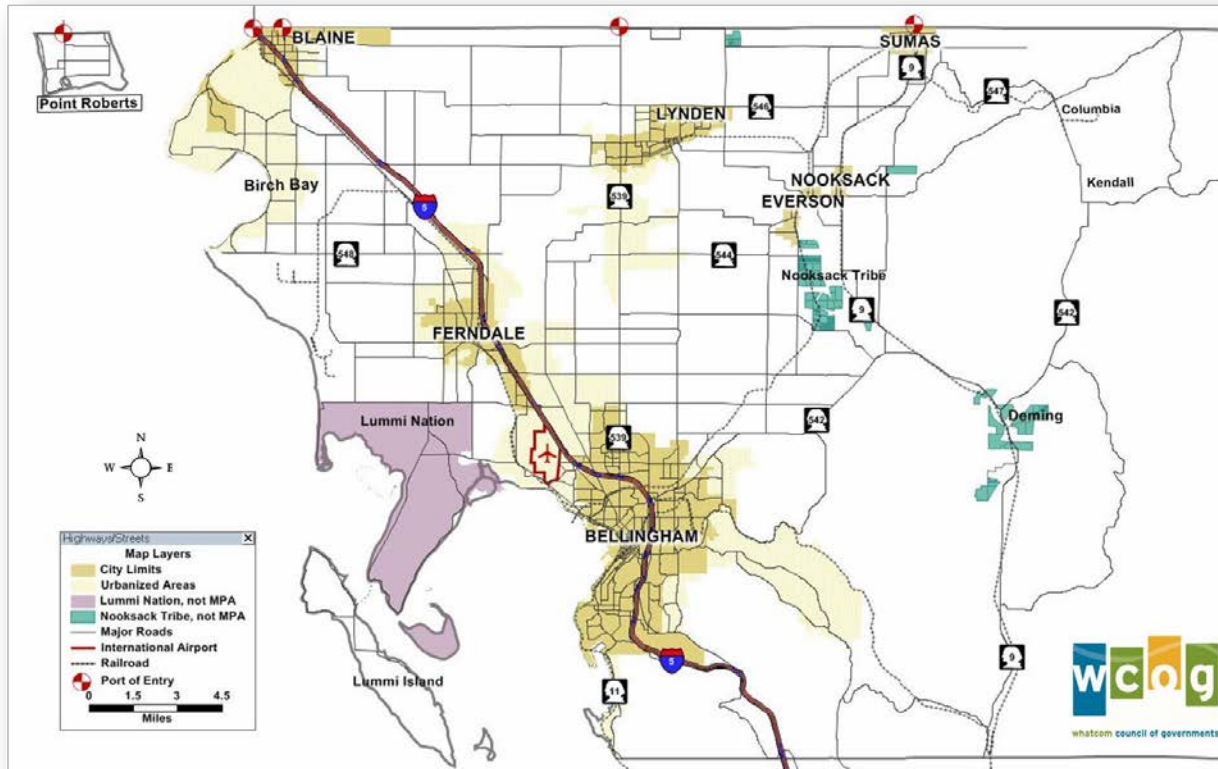 BLAINE
SUMAS
9
547
Point Roberts
546
Columbia
LYNDEN
Birch Bay
NOOKSACK
Kendall
539
EVERSON
5
548
544
Nooksack Tribe
9
542
FERNDALE
Lummi Nation
542
Deming
539
N
W E
S
BELLINGHAM
Highways/Streets X
Map Layers
City Limits
Urbanized Areas
Lummi Nation, not MPA
Nooksack Tribe, not MPA
Major Roads
International Airport
Railroad
Port of Entry
0 1.5 3 4.5
Miles
Lummi Island
5
11
9
wcog
whatcom council of governments